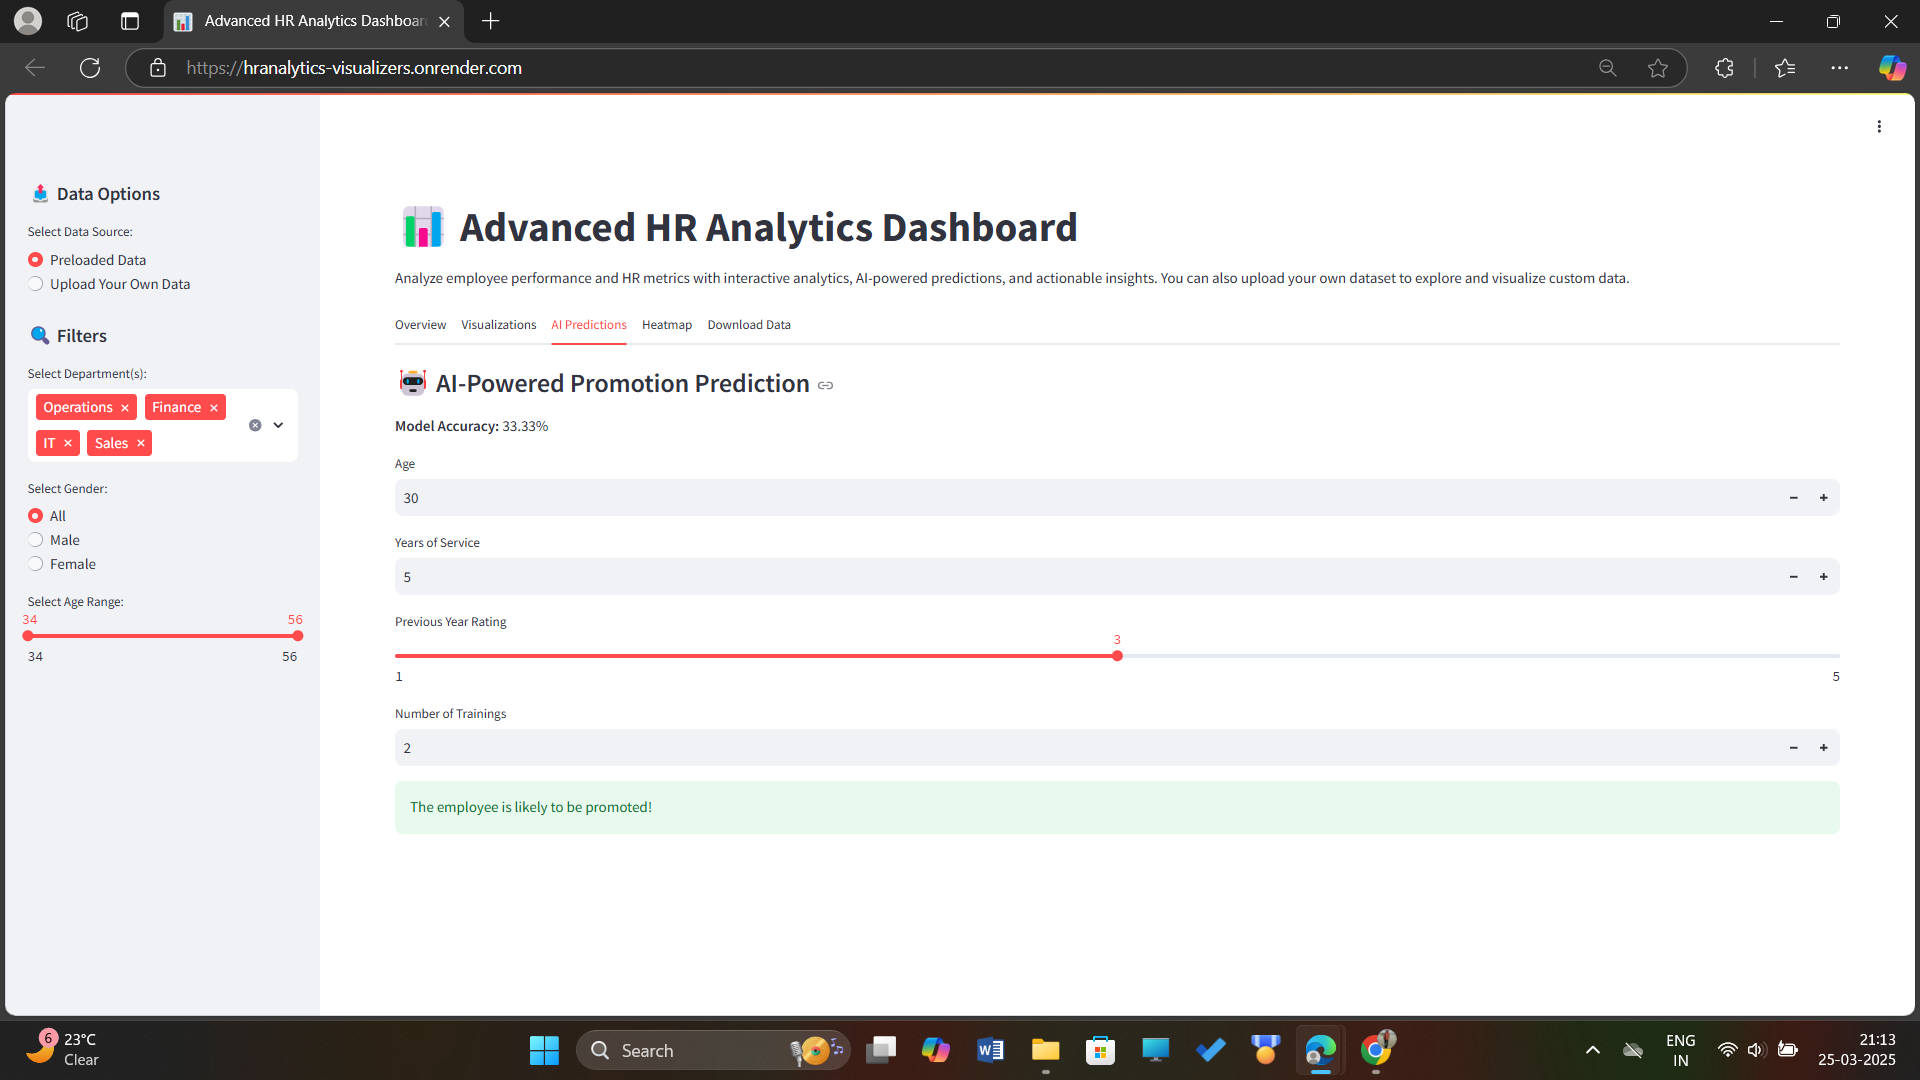 Advanced HR Analytics Dashboar
https://hranalytics-visualizers.onrender.com
Data Options
Select Data Source:
Preloaded Data
Upload Your Own Data
Filters
Select Department(s):
Operations
Finance
IT
Sales
Select Gender:
All
Male
Female
Select Age Range:
34
56
34
56
Advanced HR Analytics Dashboard
Analyze employee performance and HR metrics with interactive analytics, AI-powered predictions, and actionable insights. You can also upload your own dataset to explore and visualize custom data.
Overview
Visualizations
AI Predictions
Heatmap
Download Data
AI-Powered Promotion Prediction
Model Accuracy: 33.33%
Age
30
Years of Service
5
Previous Year Rating
3
1
5
Number of Trainings
2
The employee is likely to be promoted!
6
23°C
Clear
Search
ENG
IN
21:13
25-03-2025